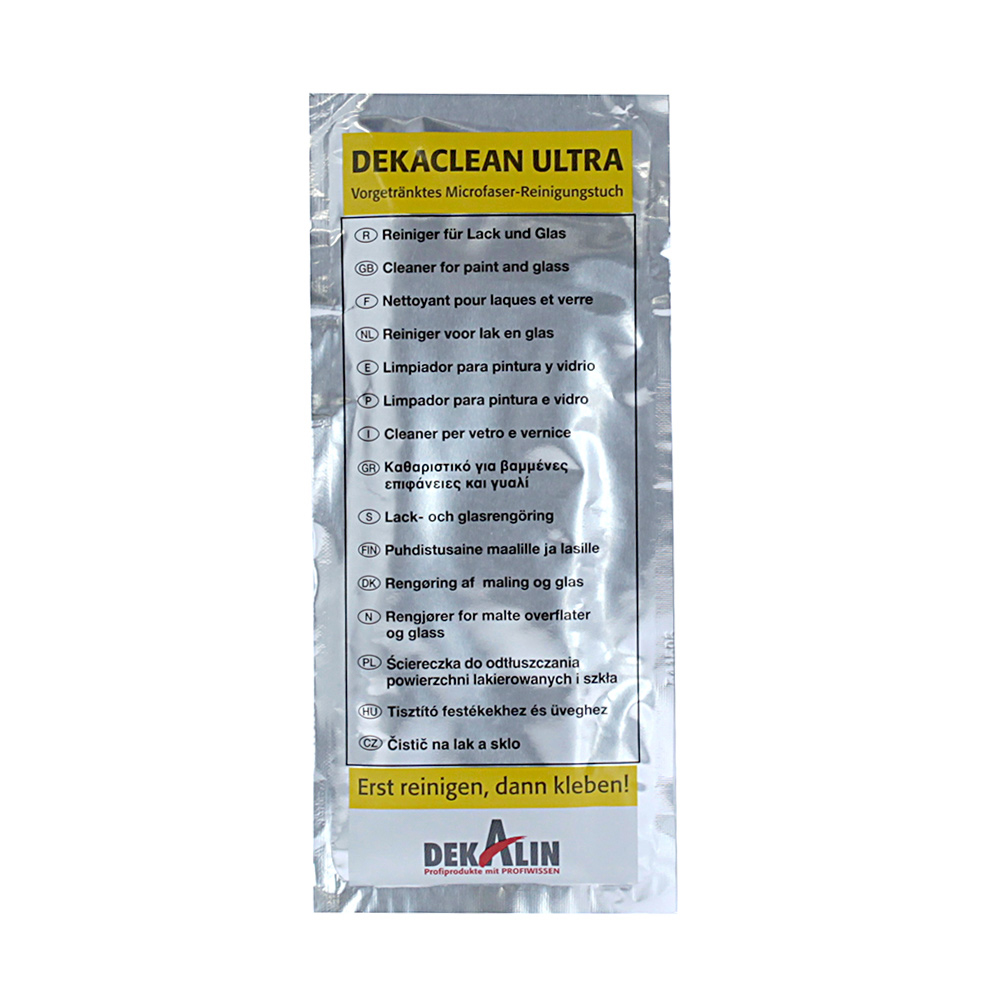 DEKACLEAN ULTRA
Vorgetränktes Microfaser-Reinigungstuch
R Reiniger für Lack und Glas
GB Cleaner for paint and glass
F Nettoyant pour laques et verre
NL Reiniger voor lak en glas
E Limpiador para pintura y vidrio
P Limpador para pintura e vidro
I Cleaner per vetro e vernice
GR Καθαριστικό για βαμμένες
επιφάνειες και γυαλί
S Lack- och glasrengöring
FIN Puhdistusaine maalille ja lasille
DK Rengøring af maling og glas
N Rengjører for malte overflater
og glass
PL Ściereczka do odtłuszczania
powierzchni lakierowanych i szkła
HU Tisztító festékekhez és üveghez
CZ Čistič na lak a sklo
Erst reinigen, dann kleben!
DEKALIN
Profiprodukte mit PROFIWISSEN